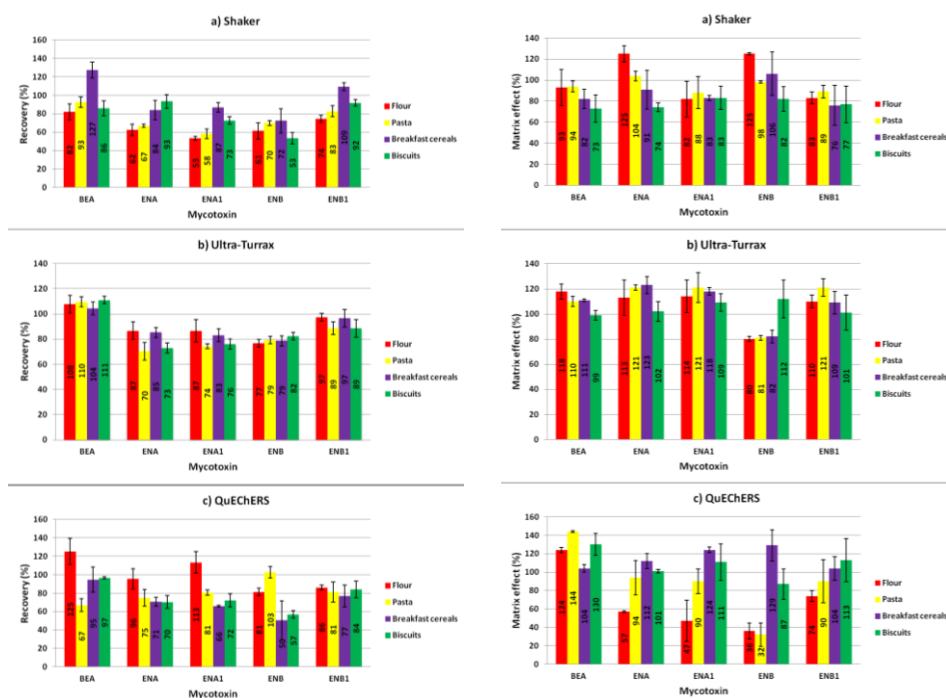 a) Shaker
Recovery (%)
160
140
120
100
80
60
40
20
0
82 93 127 86 62 67 84 93 53 58 87 73 61 70 72 53 74 83 109 92
BEA ENA ENA1 ENB ENB1
Mycotoxin
Flour
Pasta
Breakfast cereals
Biscuits
a) Shaker
Matrix effect (%)
140
120
100
80
60
40
20
0
93 94 82 73 125 104 91 74 82 88 83 83 125 98 106 82 83 89 76 77
BEA ENA ENA1 ENB ENB1
Mycotoxin
Flour
Pasta
Breakfast cereals
Biscuits
b) Ultra-Turrax
Recovery (%)
140
120
100
80
60
40
20
0
108 110 104 111 87 70 85 73 87 74 83 76 77 79 79 82 97 89 97 89
BEA ENA ENA1 ENB ENB1
Mycotoxin
Flour
Pasta
Breakfast cereals
Biscuits
b) Ultra-Turrax
Matrix effect (%)
140
120
100
80
60
40
20
0
118 110 111 99 113 121 123 102 114 121 118 109 80 81 82 112 110 121 109 101
BEA ENA ENA1 ENB ENB1
Mycotoxin
Flour
Pasta
Breakfast cereals
Biscuits
c) QuEChERS
Recovery (%)
160
140
120
100
80
60
40
20
0
125 67 95 97 96 75 71 70 113 81 66 72 81 103 50 57 86 81 77 84
BEA ENA ENA1 ENB ENB1
Mycotoxin
Flour
Pasta
Breakfast cereals
Biscuits
c) QuEChERS
Matrix effect (%)
160
140
120
100
80
60
40
20
0
124 144 104 130 57 94 112 101 47 90 124 111 36 32 129 87 74 90 104 113
BEA ENA ENA1 ENB ENB1
Mycotoxin
Flour
Pasta
Breakfast cereals
Biscuits